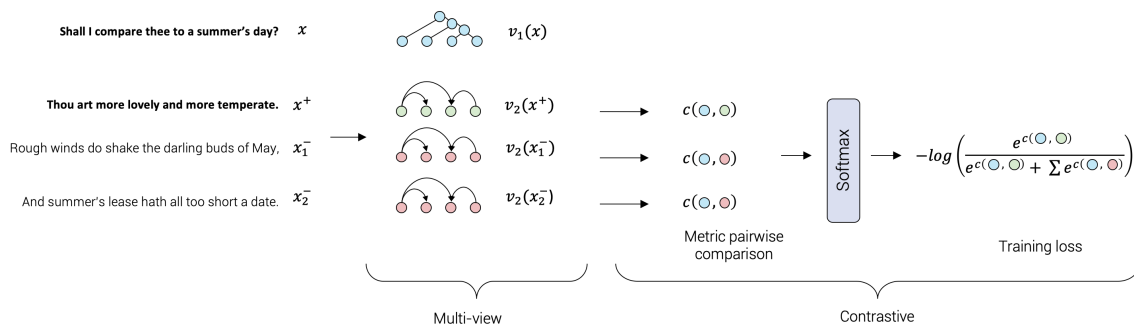 Shall I compare thee to a summer's day? x v₁(x)
Thou art more lovely and more temperate. x⁺ v₂(x⁺) c(●, ●)
Rough winds do shake the darling buds of May, x₁⁻ v₂(x₁⁻) c(●, ●)
And summer's lease hath all too short a date. x₂⁻ v₂(x₂⁻) c(●, ●)
Softmax
-log(e^c(●, ●) / (e^c(●, ●) + ∑ e^c(●, ●)))
Metric pairwise
comparison
Training loss
Multi-view
Contrastive